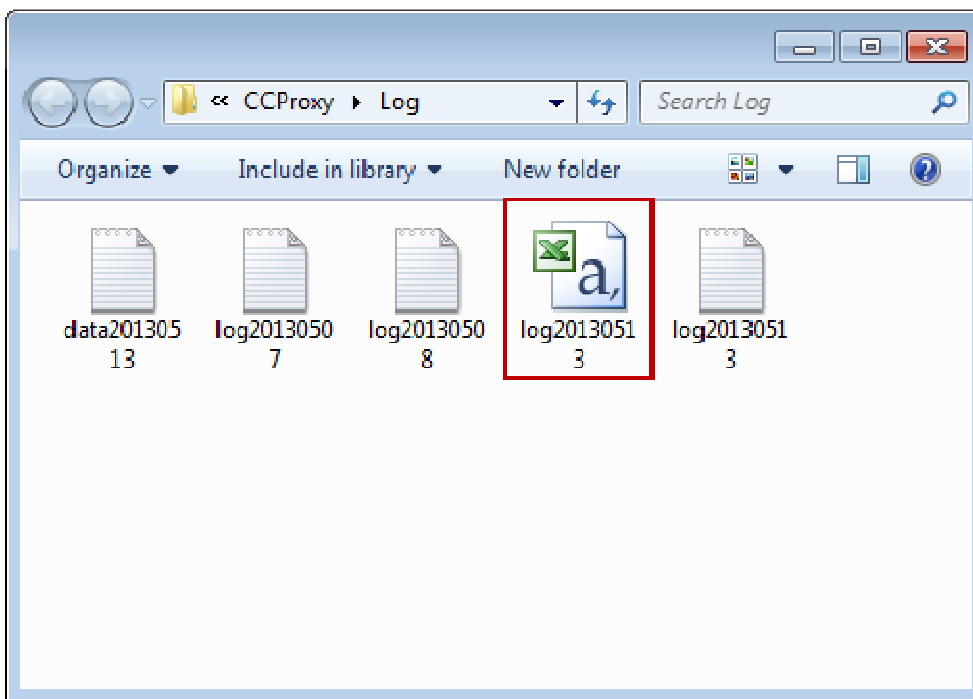 « CCProxy Log
Search Log
Organize Include in library New folder
data201305
13
log2013050
7
log2013050
8
a,
log2013051
3
log2013051
3